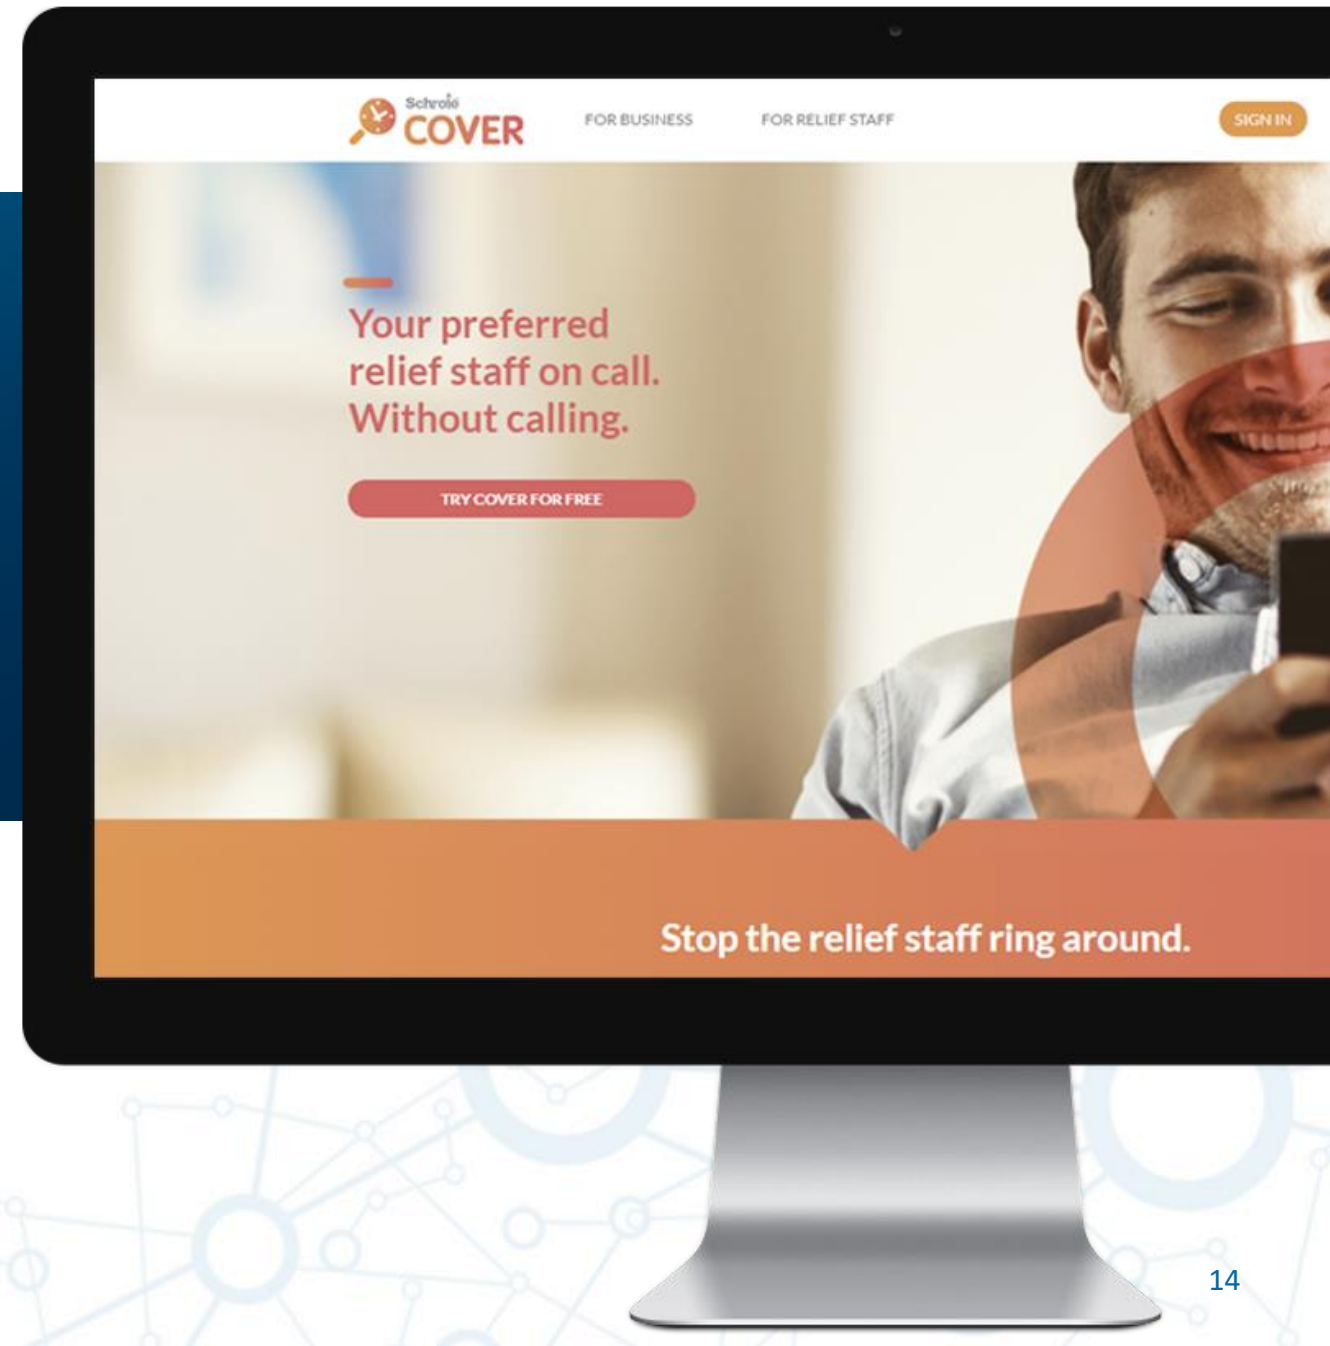 Schrolé
COVER
FOR BUSINESS
FOR RELIEF STAFF
SIGN IN
Your preferred
relief staff on call.
Without calling.
TRY COVER FOR FREE
Stop the relief staff ring around.
14